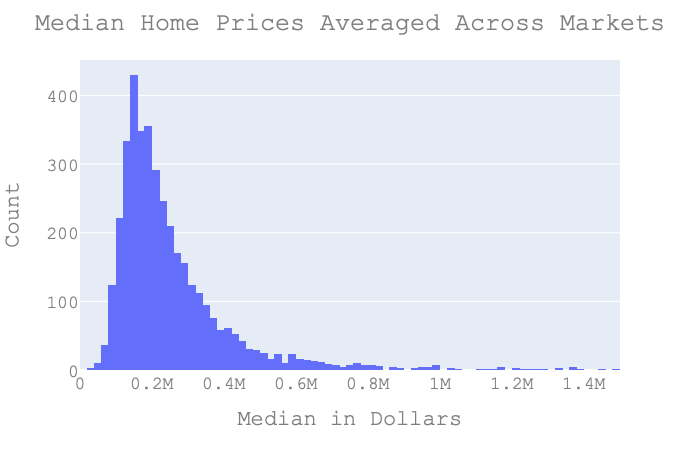 Median Home Prices Averaged Across Markets
400
300
200
100
0
Count
0 0.2M 0.4M 0.6M 0.8M 1M 1.2M 1.4M
Median in Dollars